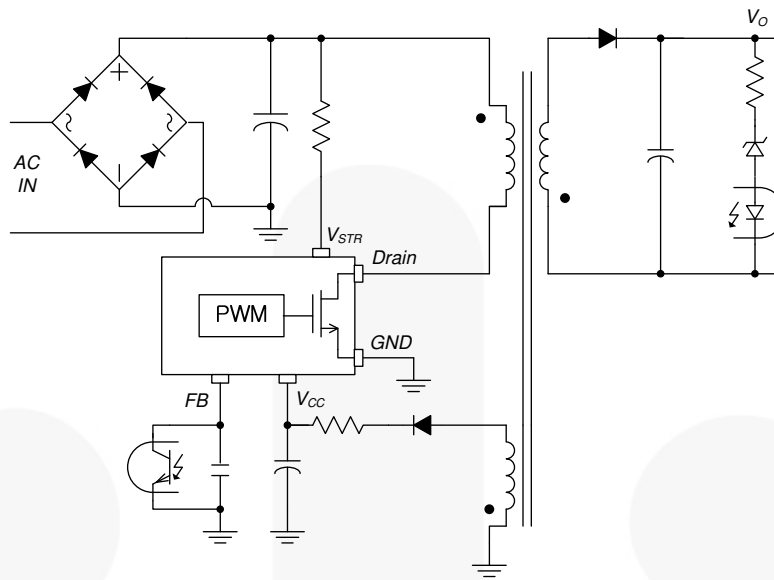 V_O
AC
IN
V_STR
Drain
PWM
GND
FB
V_CC